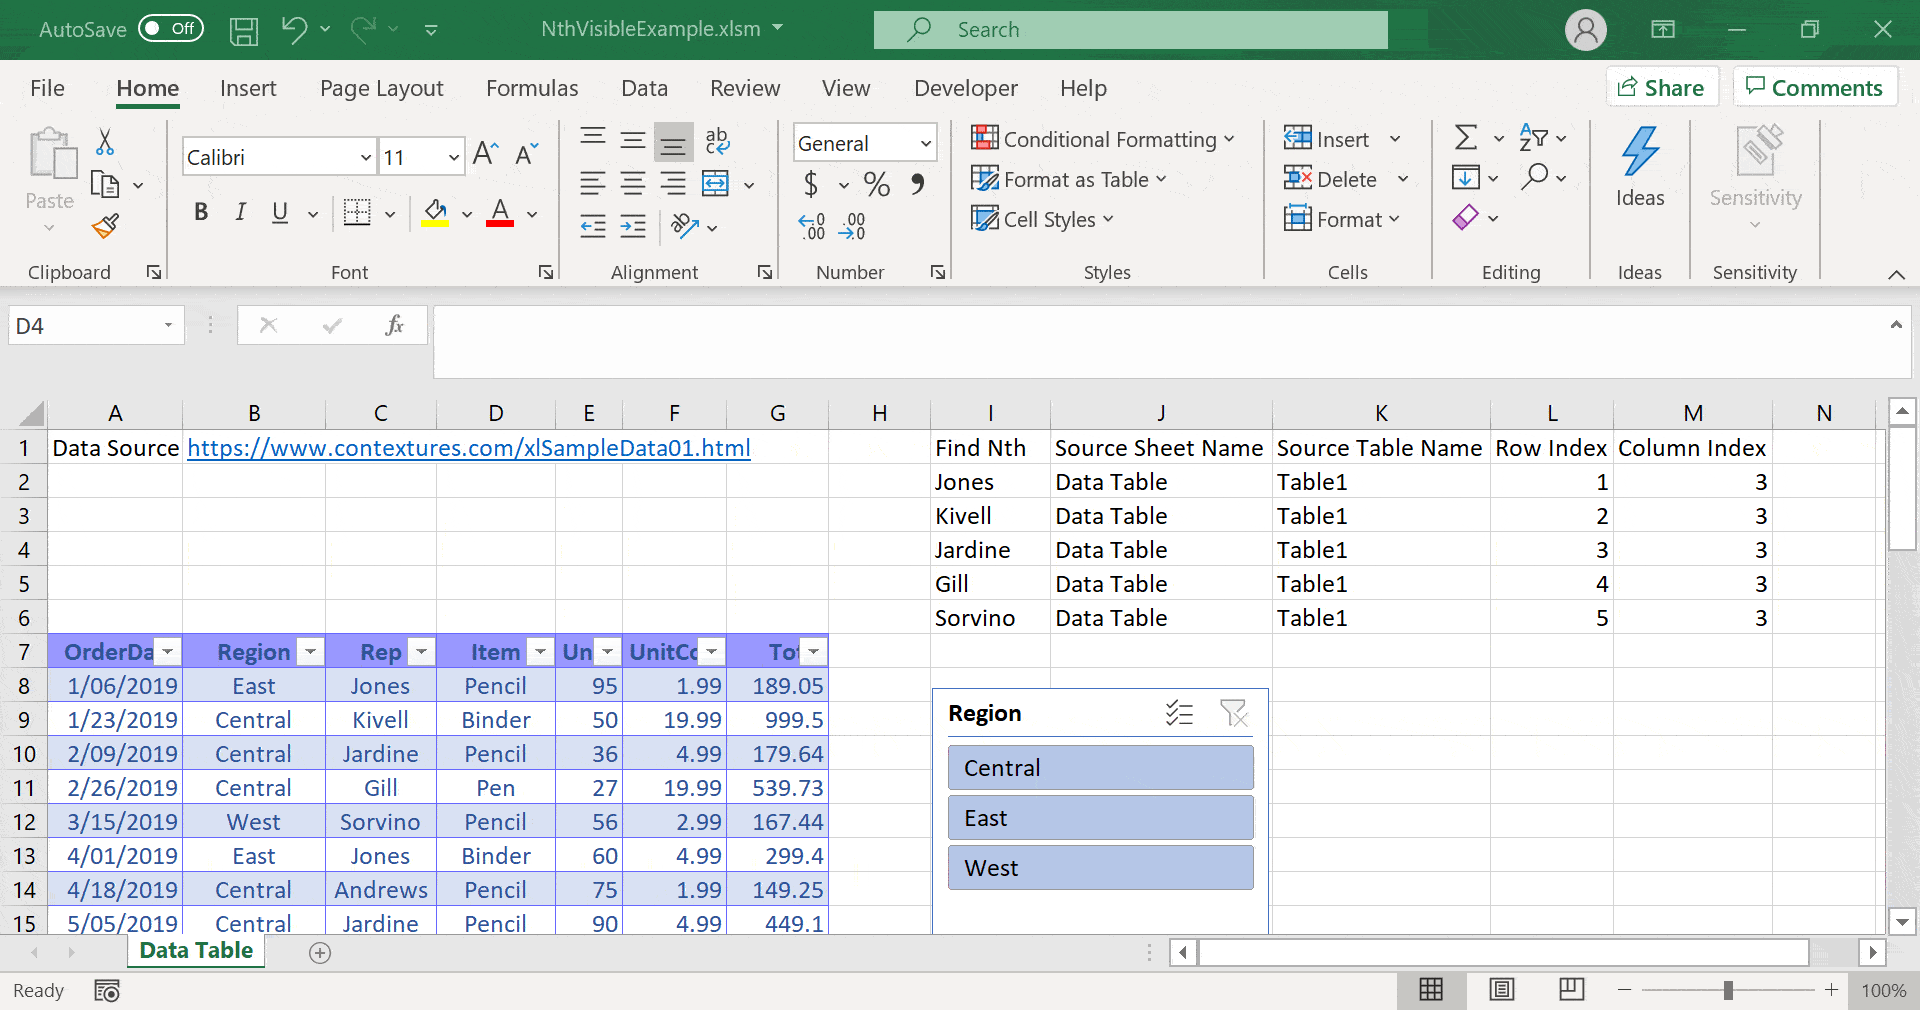 AutoSave Off NthVisibleExample.xlsm Search
File Home Insert Page Layout Formulas Data Review View Developer Help Share Comments
Paste
Clipboard
Calibri 11
B I U A
Font
ab
Alignment
General
$ % ,
Number
Conditional Formatting
Format as Table
Cell Styles
Styles
Insert
Delete
Format
Cells
Editing
Ideas
Ideas
Sensitivity
Sensitivity
D4 fx
A B C D E F G H I J K L M N
1 Data Source https://www.contextures.com/xlSampleData01.html Find Nth Source Sheet Name Source Table Name Row Index Column Index
2 Jones Data Table Table1 1 3
3 Kivell Data Table Table1 2 3
4 Jardine Data Table Table1 3 3
5 Gill Data Table Table1 4 3
6 Sorvino Data Table Table1 5 3
7 OrderDa Region Rep Item Un UnitCo Tot
8 1/06/2019 East Jones Pencil 95 1.99 189.05
9 1/23/2019 Central Kivell Binder 50 19.99 999.5
10 2/09/2019 Central Jardine Pencil 36 4.99 179.64
11 2/26/2019 Central Gill Pen 27 19.99 539.73
12 3/15/2019 West Sorvino Pencil 56 2.99 167.44
13 4/01/2019 East Jones Binder 60 4.99 299.4
14 4/18/2019 Central Andrews Pencil 75 1.99 149.25
15 5/05/2019 Central Jardine Pencil 90 4.99 449.1
Region
Central
East
West
Data Table
Ready 100%